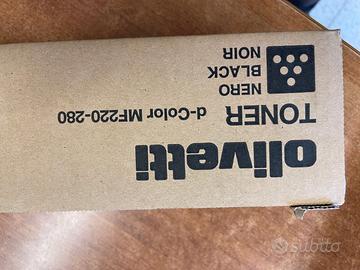 olivetti
d-Color MF220-280
TONER
NERO
BLACK
NOIR
subito